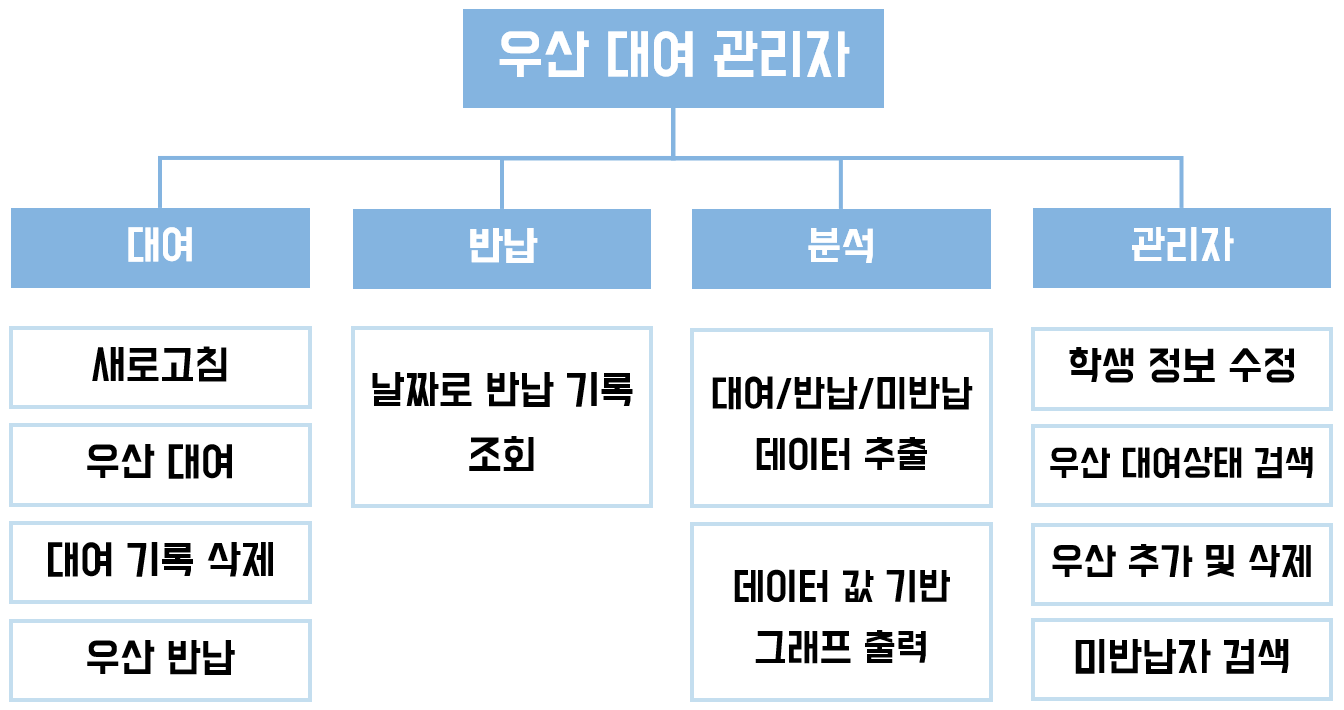 우산 대여 관리자
대여
반납
분석
관리자
새로고침
우산 대여
대여 기록 삭제
우산 반납
날짜로 반납 기록
조회
대여/반납/미반납
데이터 추출
데이터 값 기반
그래프 출력
학생 정보 수정
우산 대여상태 검색
우산 추가 및 삭제
미반납자 검색